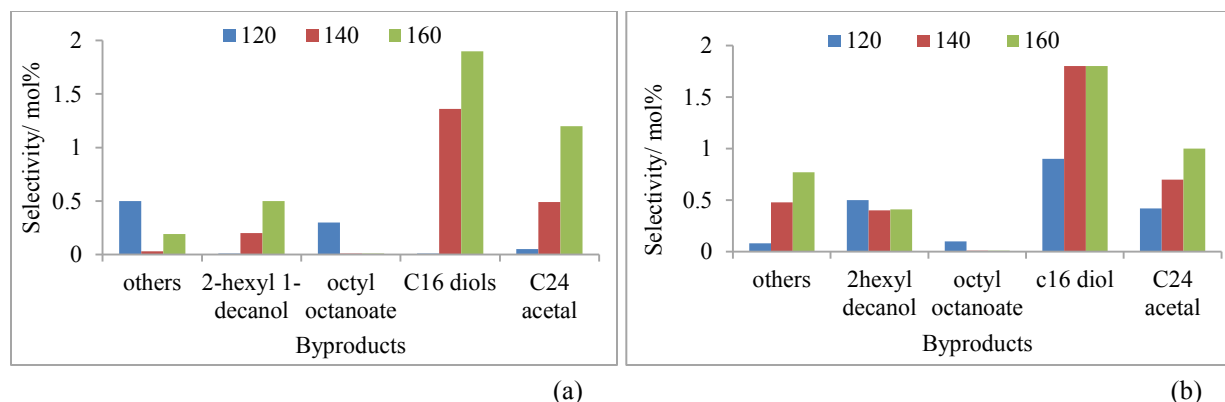 120 140 160
2
1.5
1
0.5
0
Selectivity/ mol%
others 2-hexyl 1- octyl C16 diols C24
decanol octanoate acetal
Byproducts
(a)
120 140 160
2
1.5
1
0.5
0
Selectivity/ mol%
others 2hexyl octyl c16 diol C24
decanol octanoate acetal
Byproducts
(b)